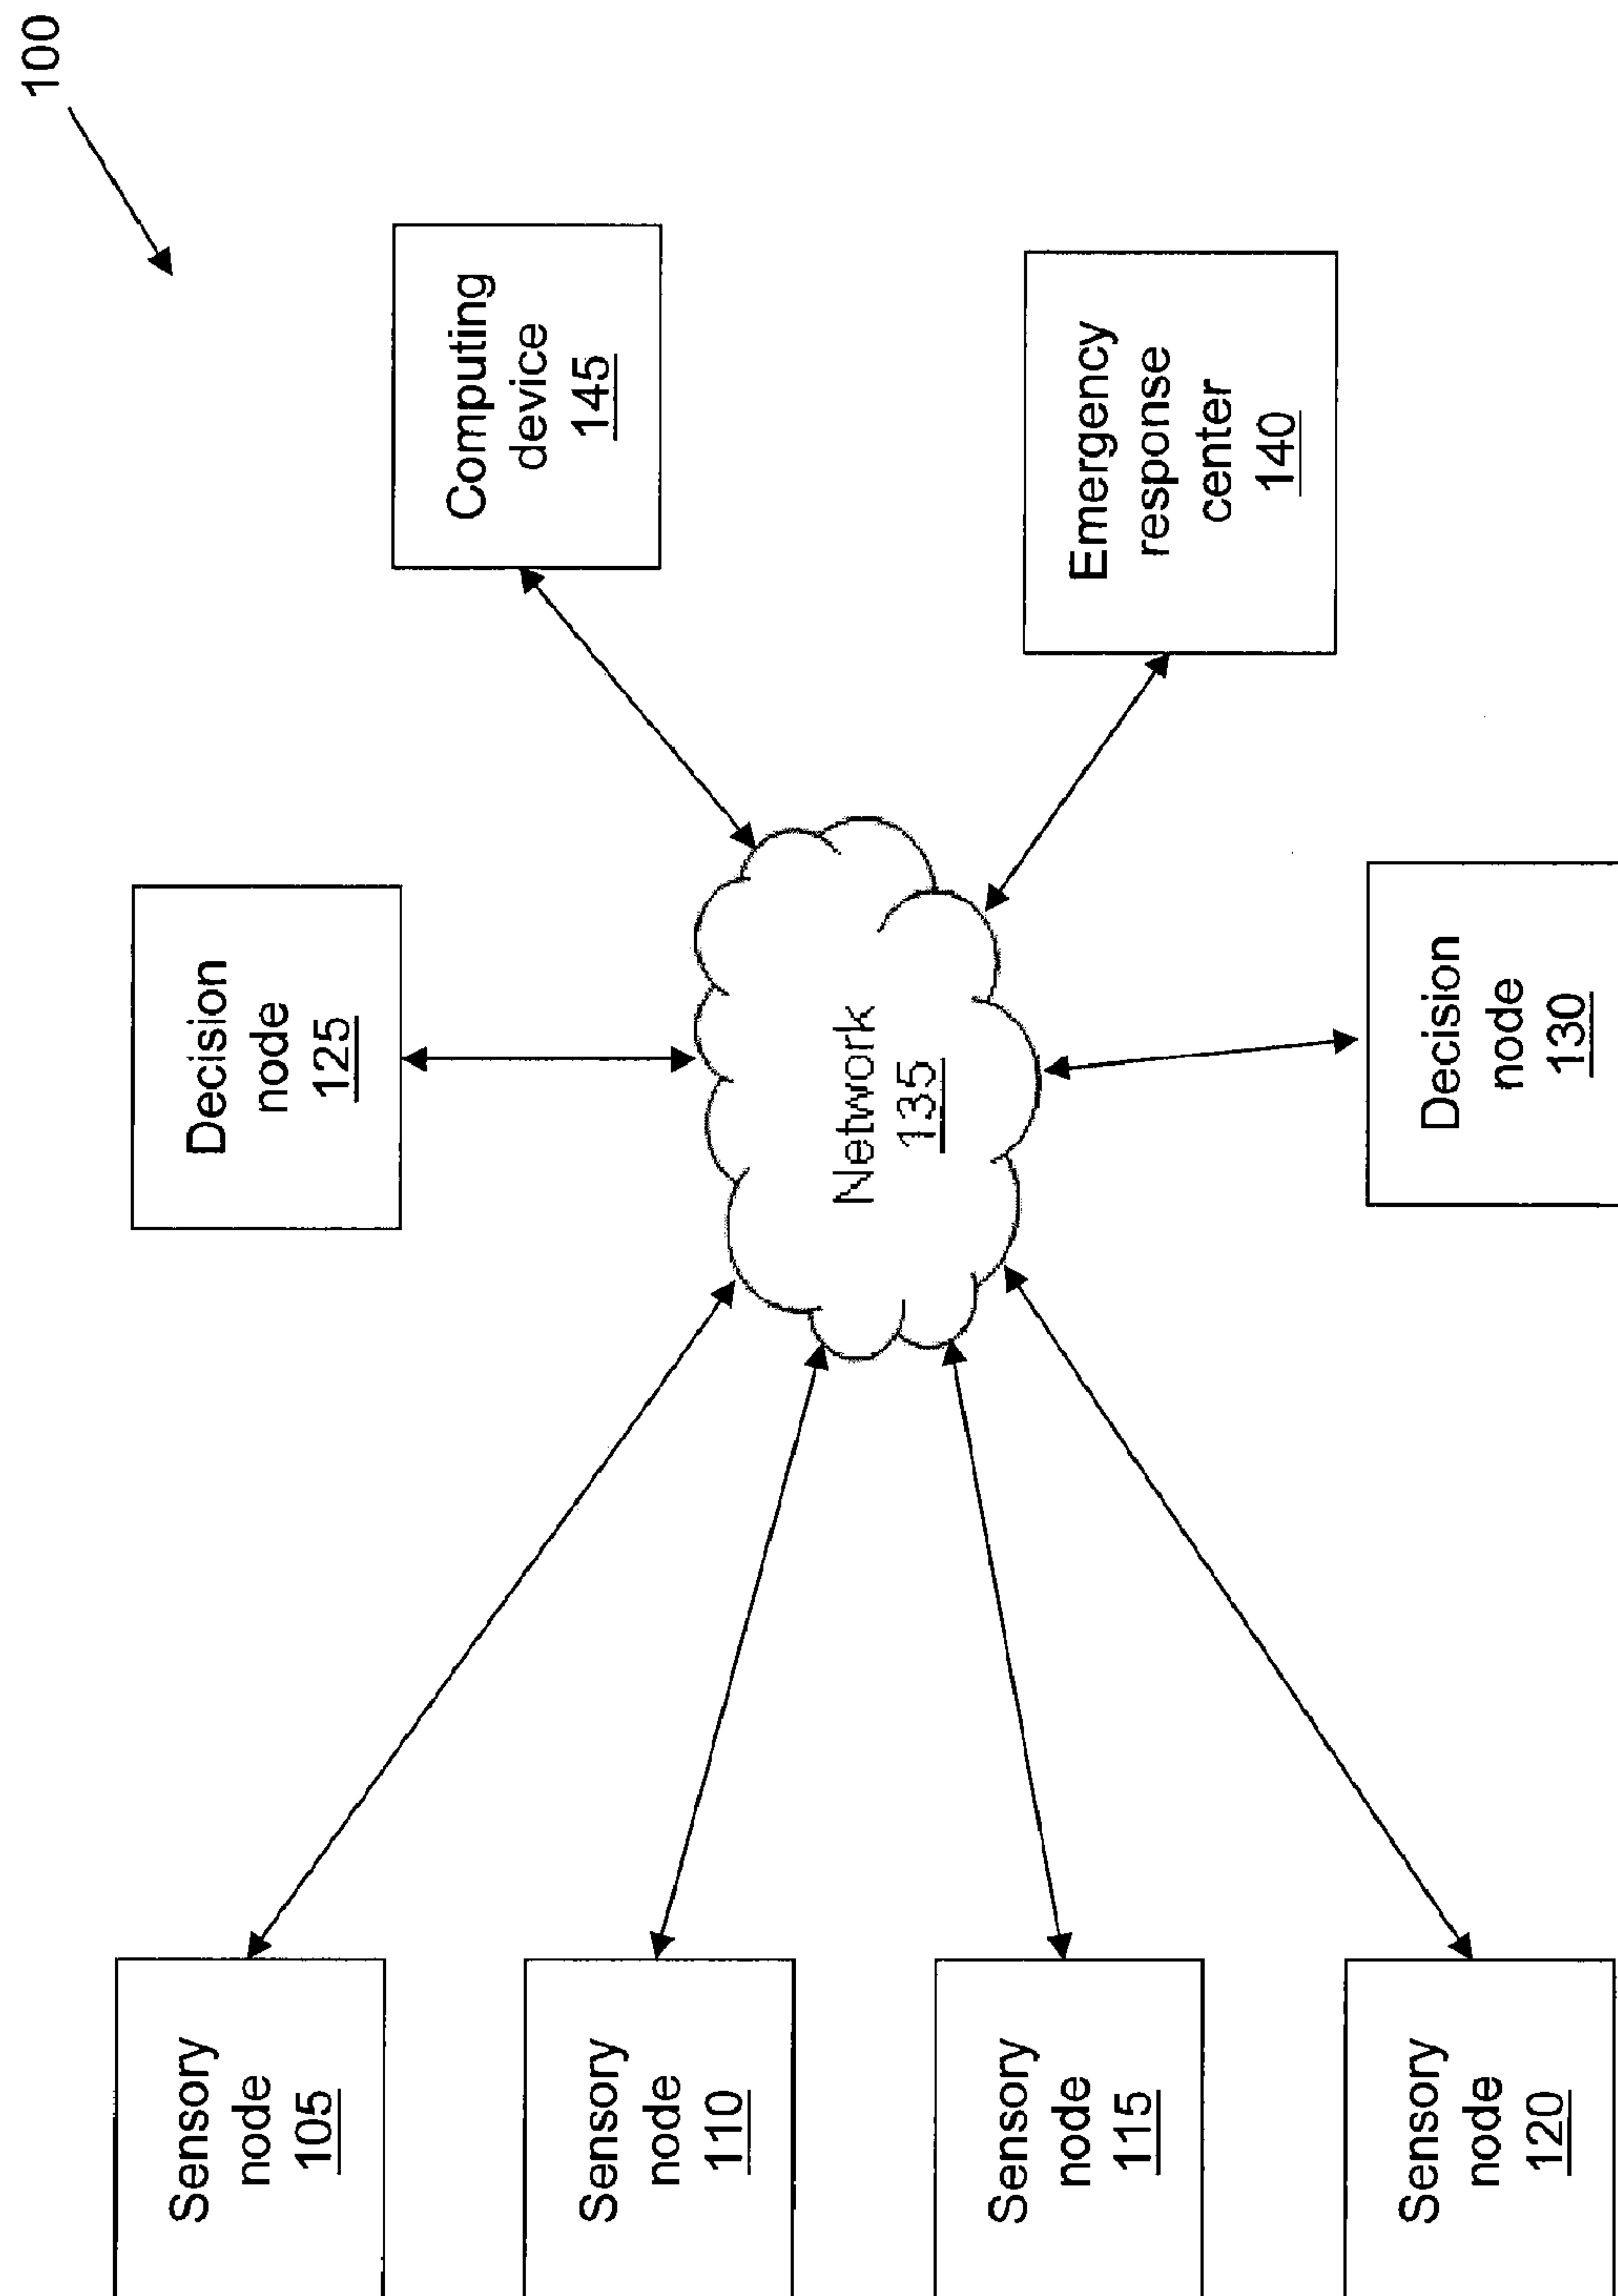 100
Computing
device
145
Emergency
response
center
140
Decision
node
125
Network
135
Decision
node
130
Sensory
node
105
Sensory
node
110
Sensory
node
115
Sensory
node
120